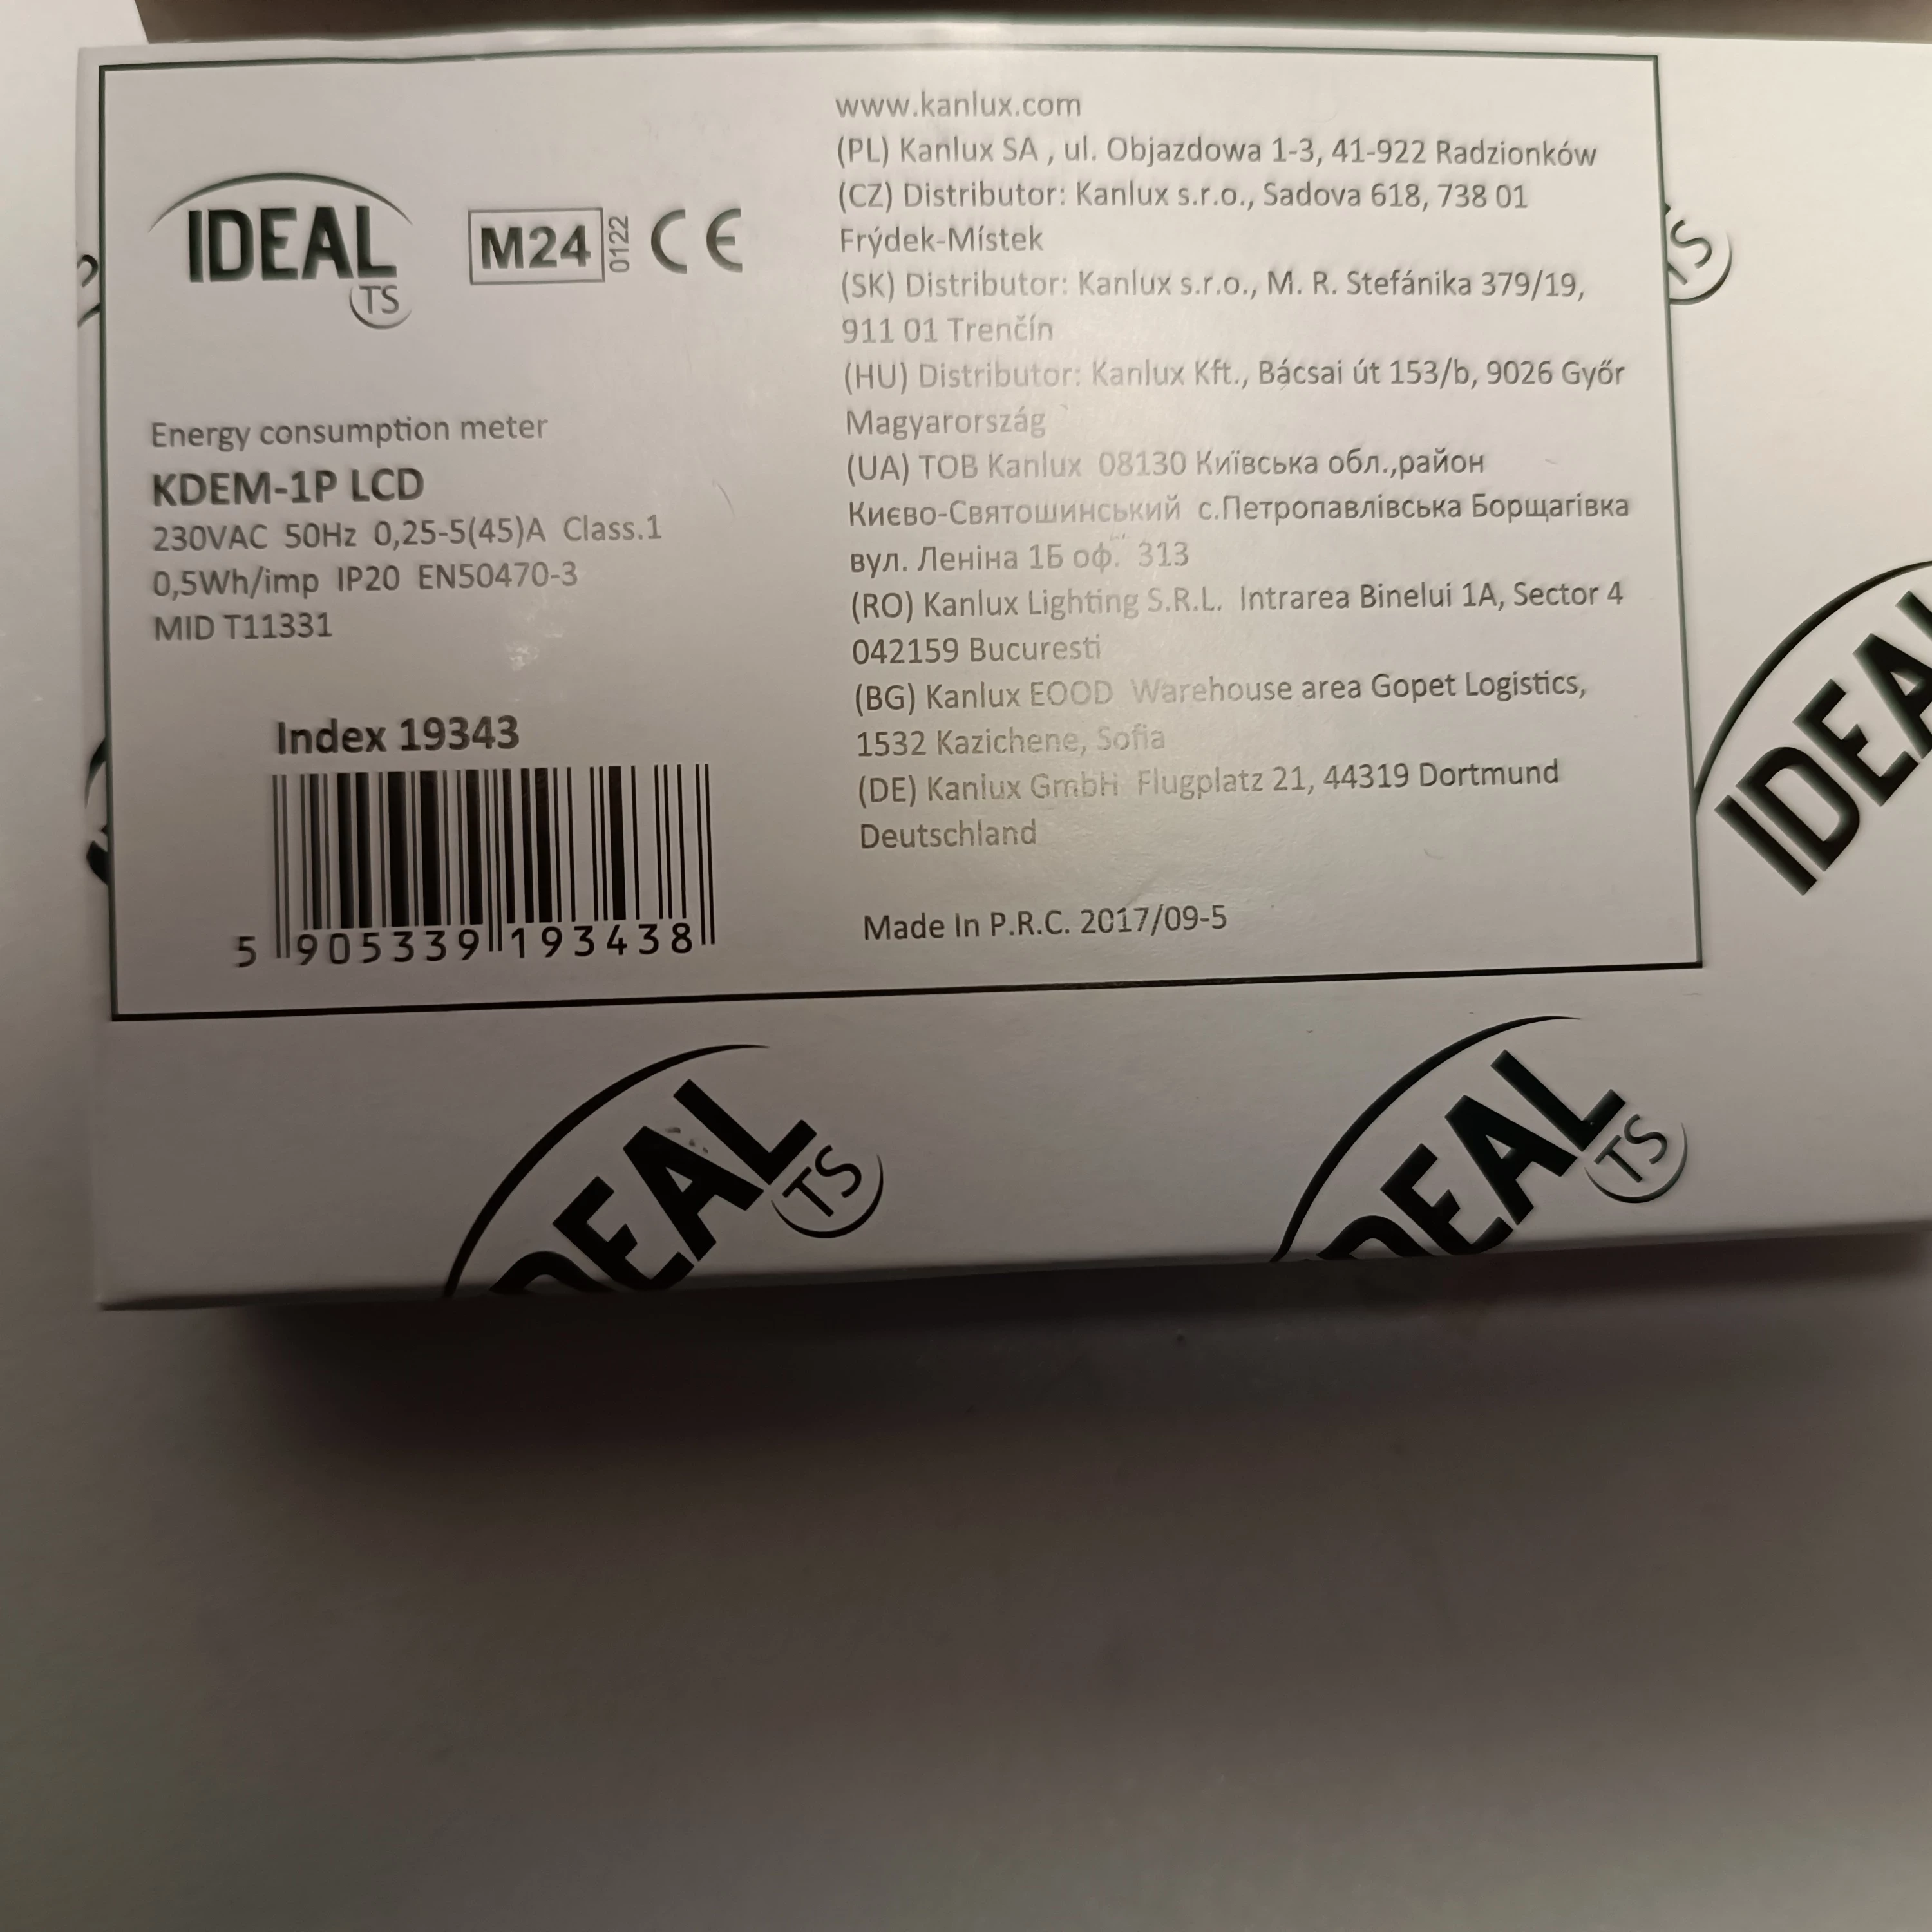 IDEAL
TS
M24
0122
CE
Energy consumption meter
KDEM-1P LCD
230VAC 50Hz 0,25-5(45)A Class.1
0,5Wh/imp IP20 EN50470-3
MID T11331
Index 19343
5 905339 193438
www.kanlux.com
(PL) Kanlux SA , ul. Objazdowa 1-3, 41-922 Radzionków
(CZ) Distributor: Kanlux s.r.o., Sadova 618, 738 01
Frýdek-Místek
(SK) Distributor: Kanlux s.r.o., M. R. Stefánika 379/19,
911 01 Trenčín
(HU) Distributor: Kanlux Kft., Bácsai út 153/b, 9026 Győr
Magyarország
(UA) ТОВ Kanlux 08130 Київська обл.,район
Києво-Святошинський с.Петропавлівська Борщагівка
вул. Леніна 1Б оф. 313
(RO) Kanlux Lighting S.R.L. Intrarea Binelui 1A, Sector 4
042159 Bucuresti
(BG) Kanlux EOOD Warehouse area Gopet Logistics,
1532 Kazichene, Sofia
(DE) Kanlux GmbH Flugplatz 21, 44319 Dortmund
Deutschland
Made In P.R.C. 2017/09-5
TS
IDEAL
IDEAL
TS
IDEAL
TS